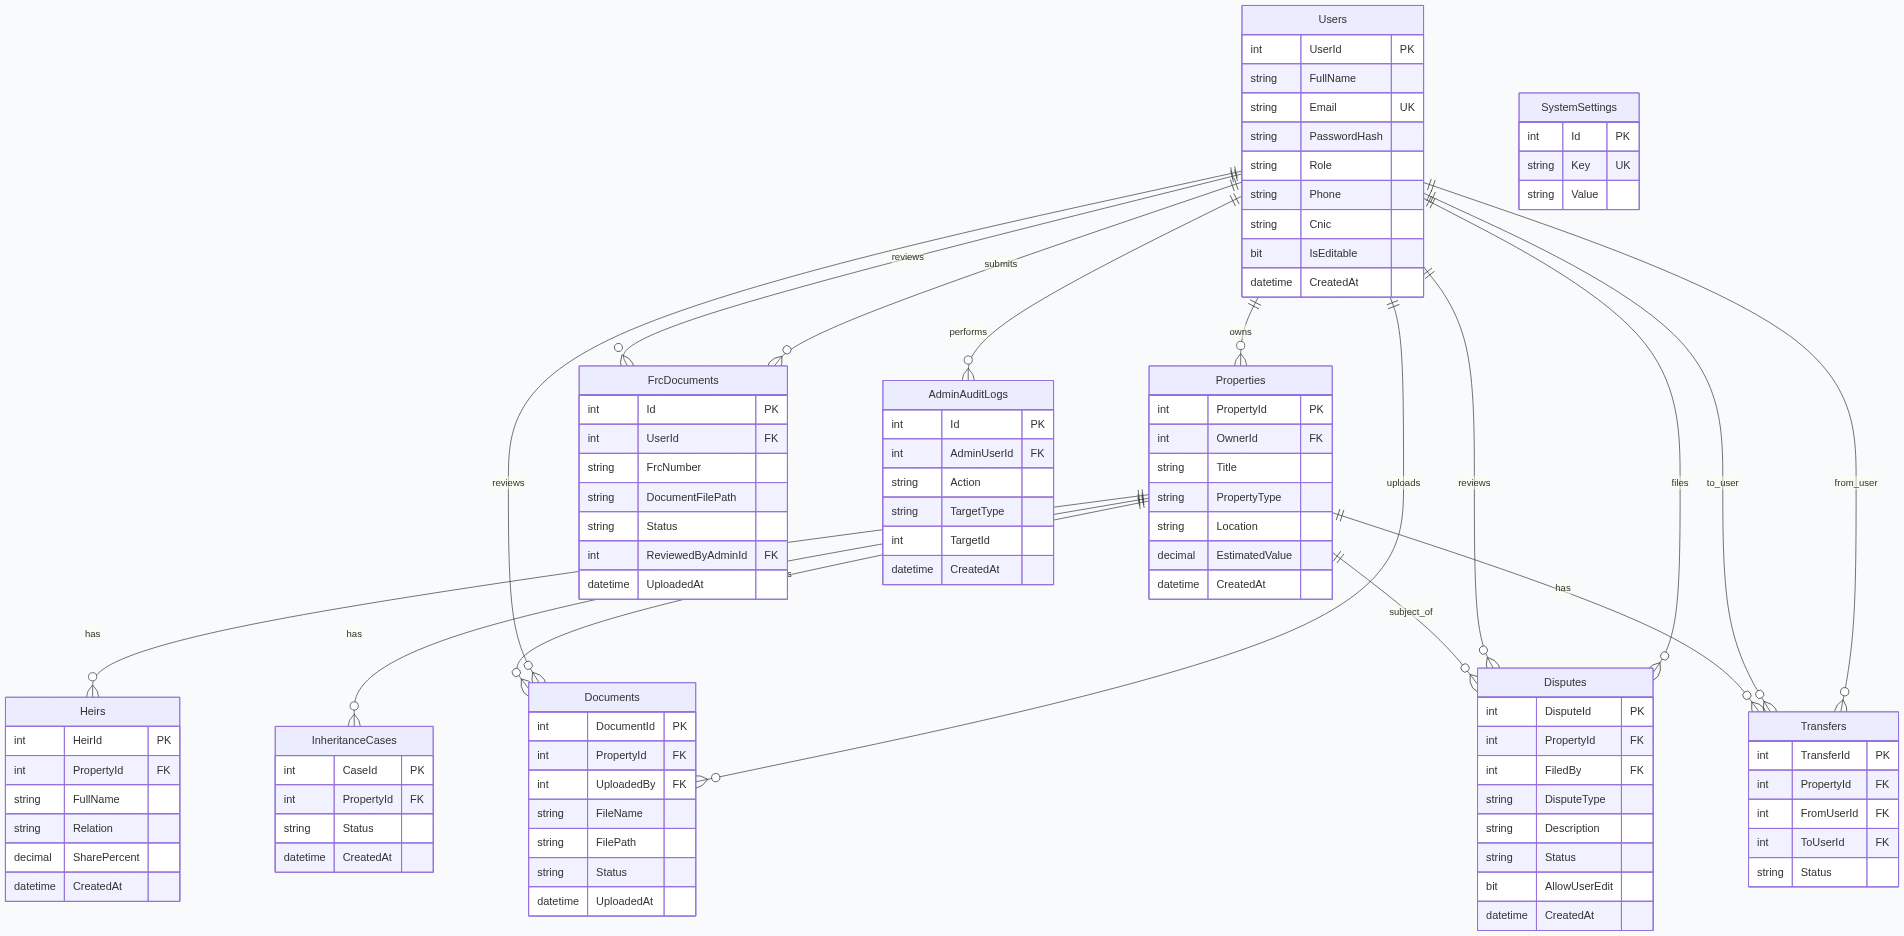 Users
int UserId PK
string FullName
string Email UK
string PasswordHash
string Role
string Phone
string Cnic
bit IsEditable
datetime CreatedAt
SystemSettings
int Id PK
string Key UK
string Value
reviews
submits
performs
owns
FrcDocuments
int Id PK
int UserId FK
string FrcNumber
string DocumentFilePath
string Status
int ReviewedByAdminId FK
datetime UploadedAt
AdminAuditLogs
int Id PK
int AdminUserId FK
string Action
string TargetType
int TargetId
datetime CreatedAt
Properties
int PropertyId PK
int OwnerId FK
string Title
string PropertyType
string Location
decimal EstimatedValue
datetime CreatedAt
reviews
uploads
reviews
files
to_user
from_user
has
has
subject_of
has
Heirs
int HeirId PK
int PropertyId FK
string FullName
string Relation
decimal SharePercent
datetime CreatedAt
InheritanceCases
int CaseId PK
int PropertyId FK
string Status
datetime CreatedAt
Documents
int DocumentId PK
int PropertyId FK
int UploadedBy FK
string FileName
string FilePath
string Status
datetime UploadedAt
Disputes
int DisputeId PK
int PropertyId FK
int FiledBy FK
string DisputeType
string Description
string Status
bit AllowUserEdit
datetime CreatedAt
Transfers
int TransferId PK
int PropertyId FK
int FromUserId FK
int ToUserId FK
string Status